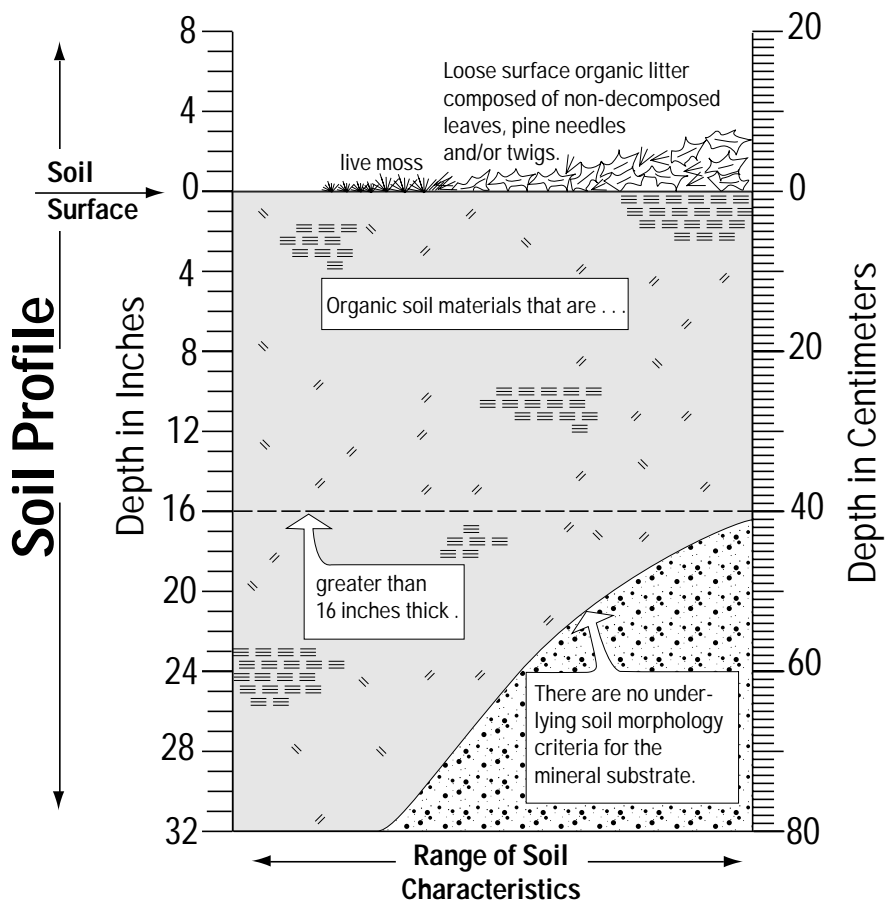 8
4
0
4
8
12
16
20
24
28
32
20
0
20
40
60
80
Soil Profile
Soil
Surface
Depth in Inches
Depth in Centimeters
Loose surface organic litter
composed of non-decomposed
leaves, pine needles
and/or twigs.
live moss
Organic soil materials that are . . .
greater than
16 inches thick .
There are no under-
lying soil morphology
criteria for the
mineral substrate.
Range of Soil
Characteristics